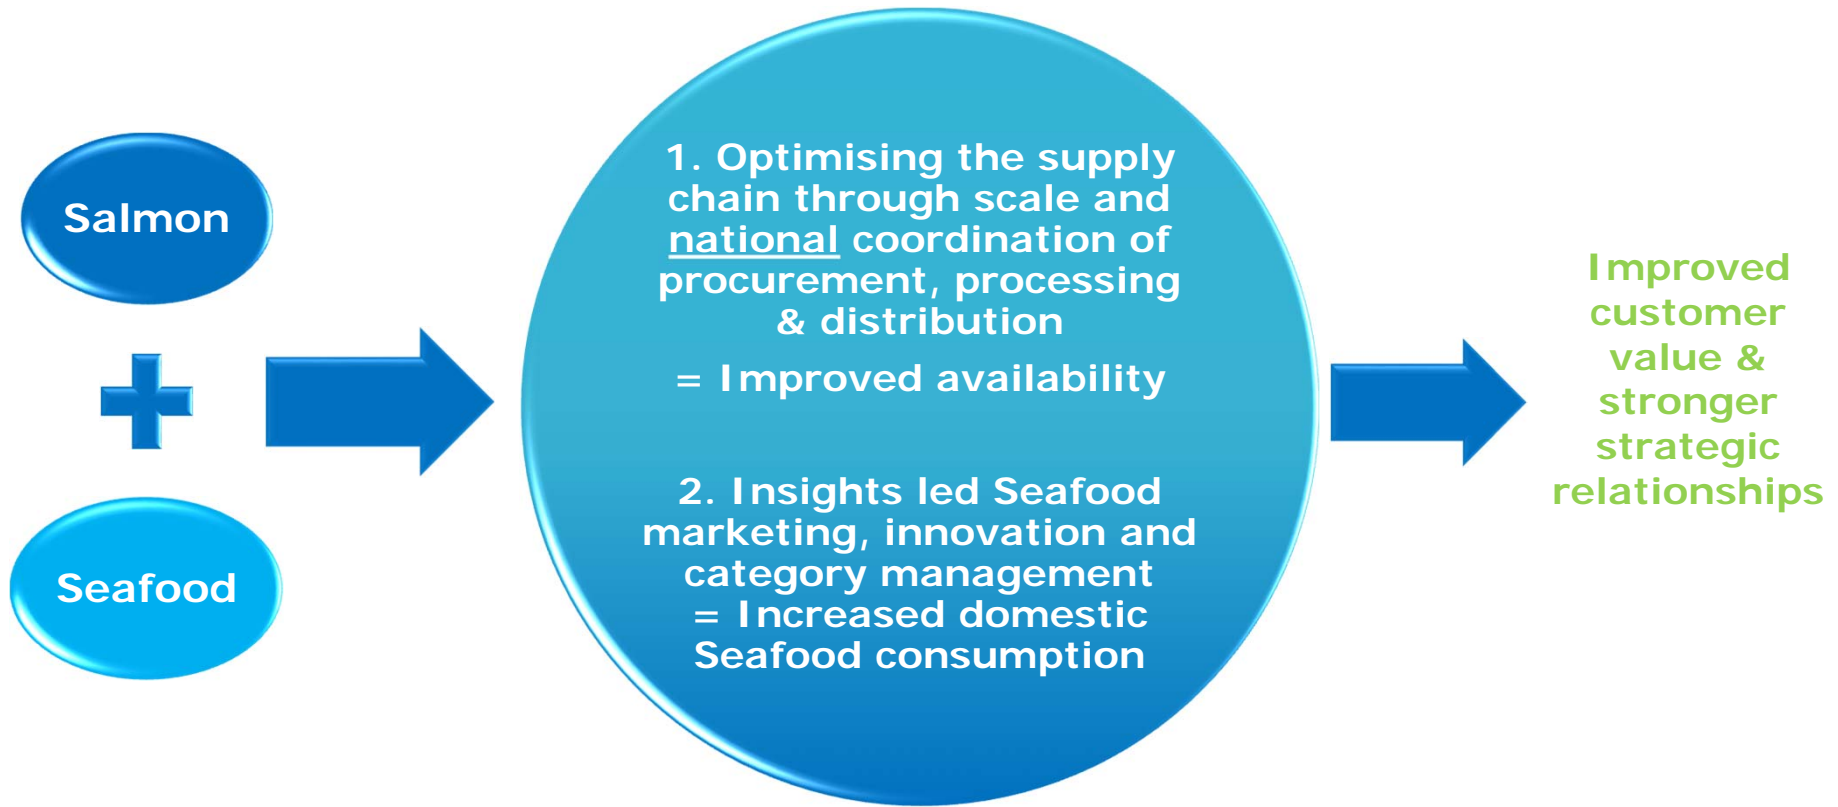 Salmon
Seafood
1. Optimising the supply
chain through scale and
national coordination of
procurement, processing
& distribution
= Improved availability
2. Insights led Seafood
marketing, innovation and
category management
= Increased domestic
Seafood consumption
Improved
customer
value &
stronger
strategic
relationships